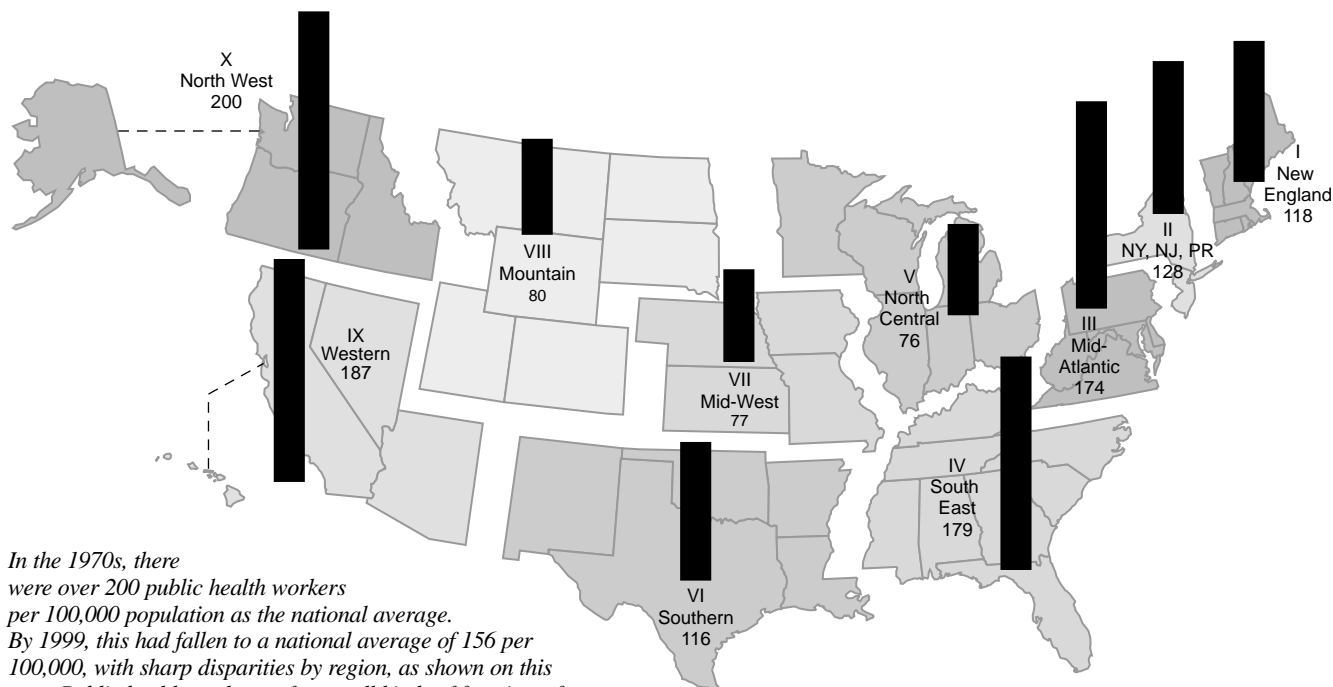 X
North West
200
I
New
England
118
II
NY, NJ, PR
128
VIII
Mountain
80
V
North
Central
76
III
Mid-
Atlantic
174
IX
Western
187
VII
Mid-West
77
IV
South
East
179
VI
Southern
116
In the 1970s, there
were over 200 public health workers
per 100,000 population as the national average.
By 1999, this had fallen to a national average of 156 per
100,000, with sharp disparities by region, as shown on this